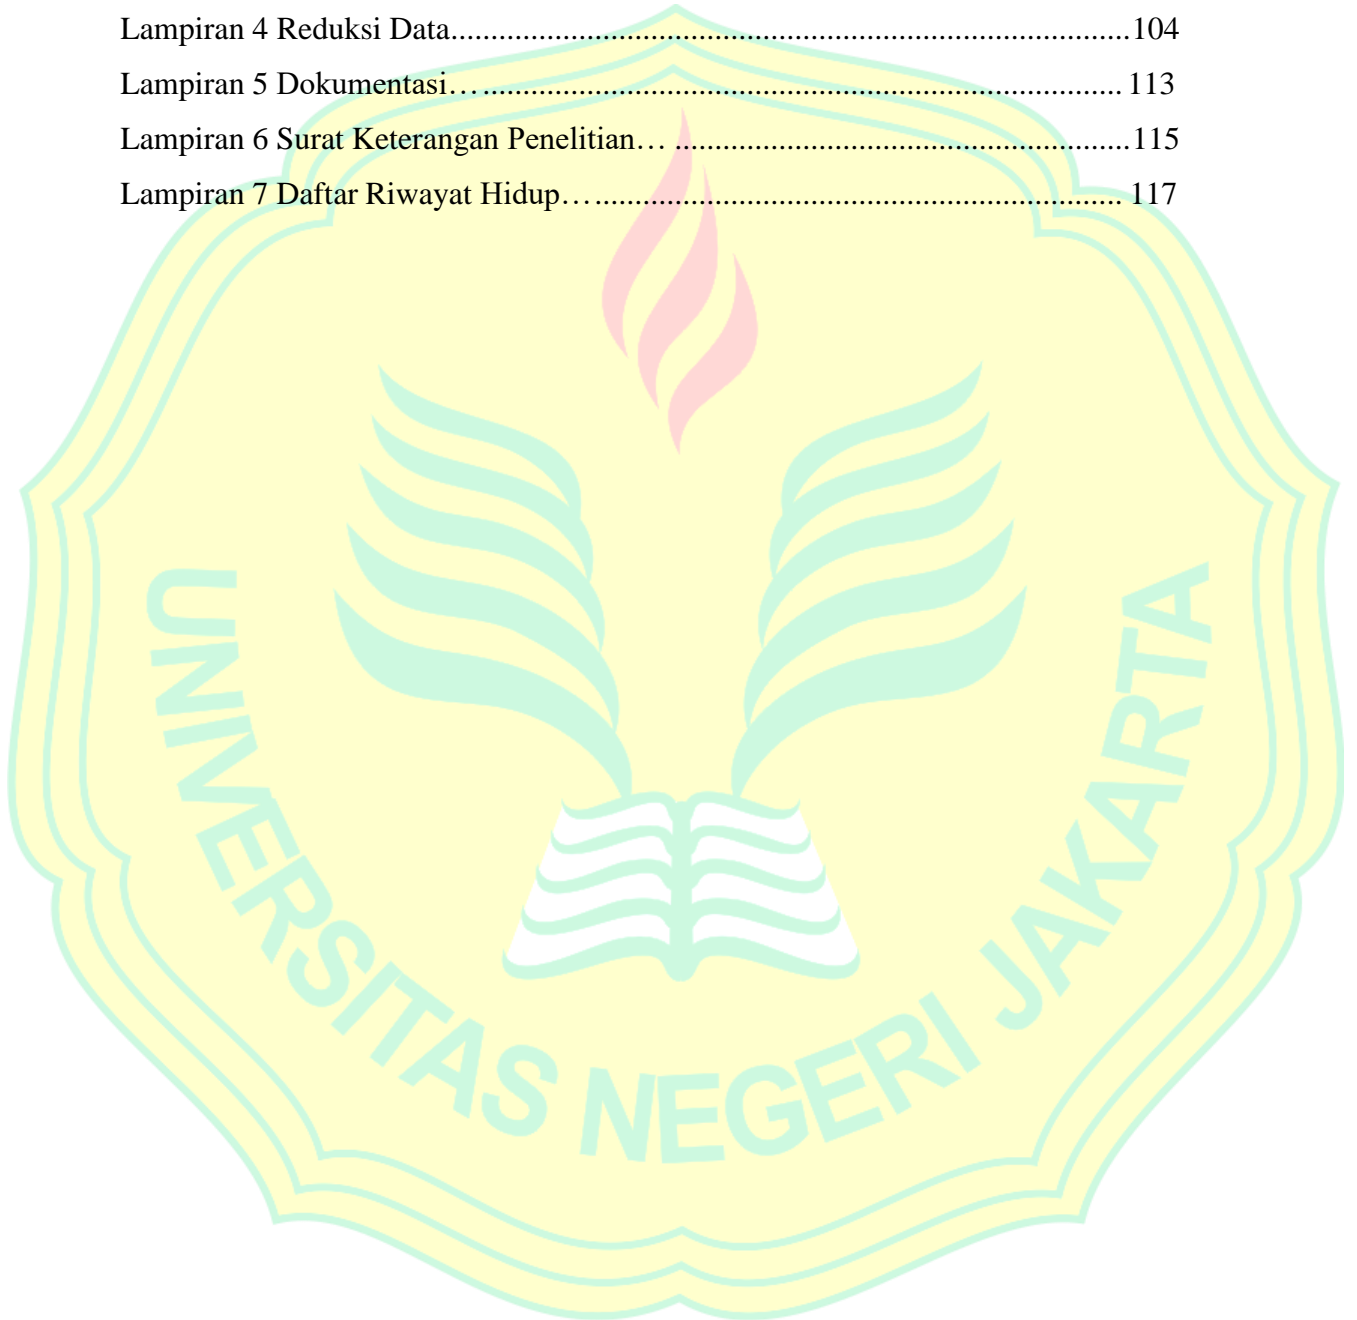 Lampiran 4 Reduksi Data....................................................................................104
Lampiran 5 Dokumentasi….............................................................................. 113
Lampiran 6 Surat Keterangan Penelitian… ........................................................115
Lampiran 7 Daftar Riwayat Hidup…................................................................. 117
UNIVERSITAS NEGERI JAKARTA